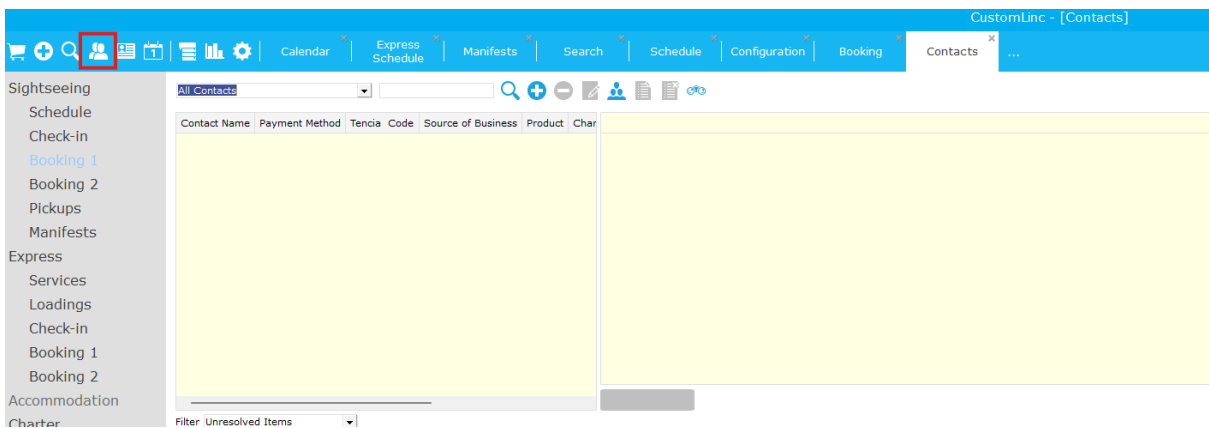 CustomLinc - [Contacts]
1
Calendar
Express
Schedule
Manifests
Search
Schedule
Configuration
Booking
Contacts
...
Sightseeing
Schedule
Check-in
Booking 1
Booking 2
Pickups
Manifests
Express
Services
Loadings
Check-in
Booking 1
Booking 2
Accommodation
Charter
All Contacts
Contact Name Payment Method Tencia Code Source of Business Product Char
Filter Unresolved Items